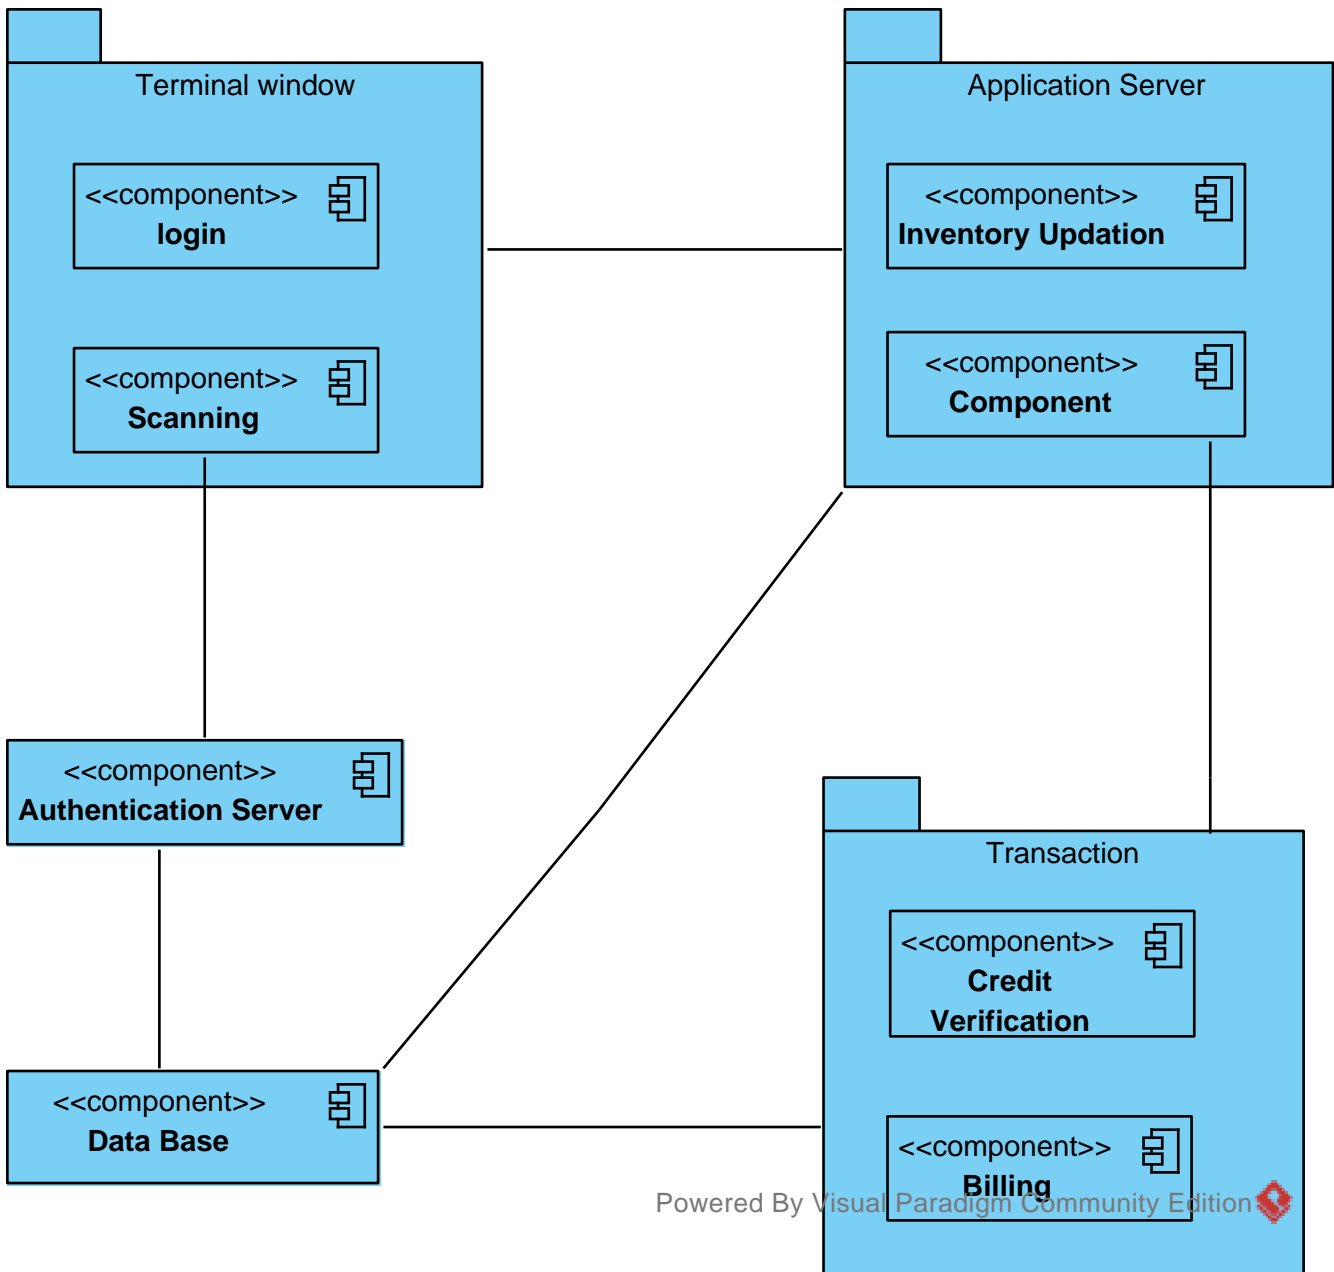 Terminal window
<<component>>
login
<<component>>
Scanning
Application Server
<<component>>
Inventory Updation
<<component>>
Component
<<component>>
Authentication Server
Transaction
<<component>>
Credit
Verification
<<component>>
Data Base
<<component>>
Billing
Powered By Visual Paradigm Community Edition